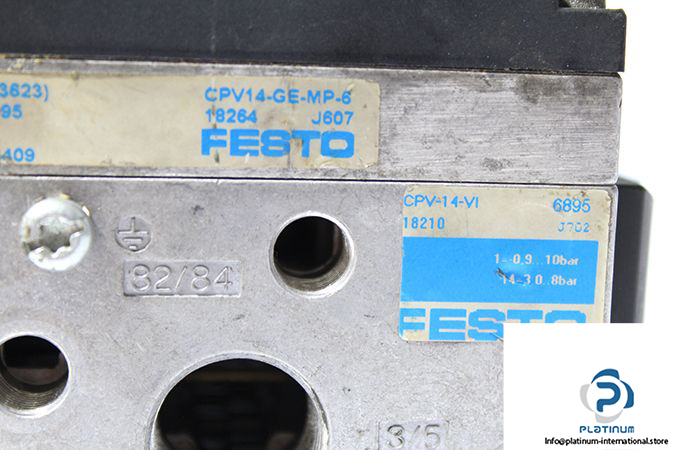 3623)
CPV14-GE-MP-6
95
18264 J607
409
FESTO
CPV-14-VI 6895
18210 J702
1=-0,9..10bar
14=3.0..8bar
FESTO
82/84
3/5
PLATINUM
Info@platinum-international.store